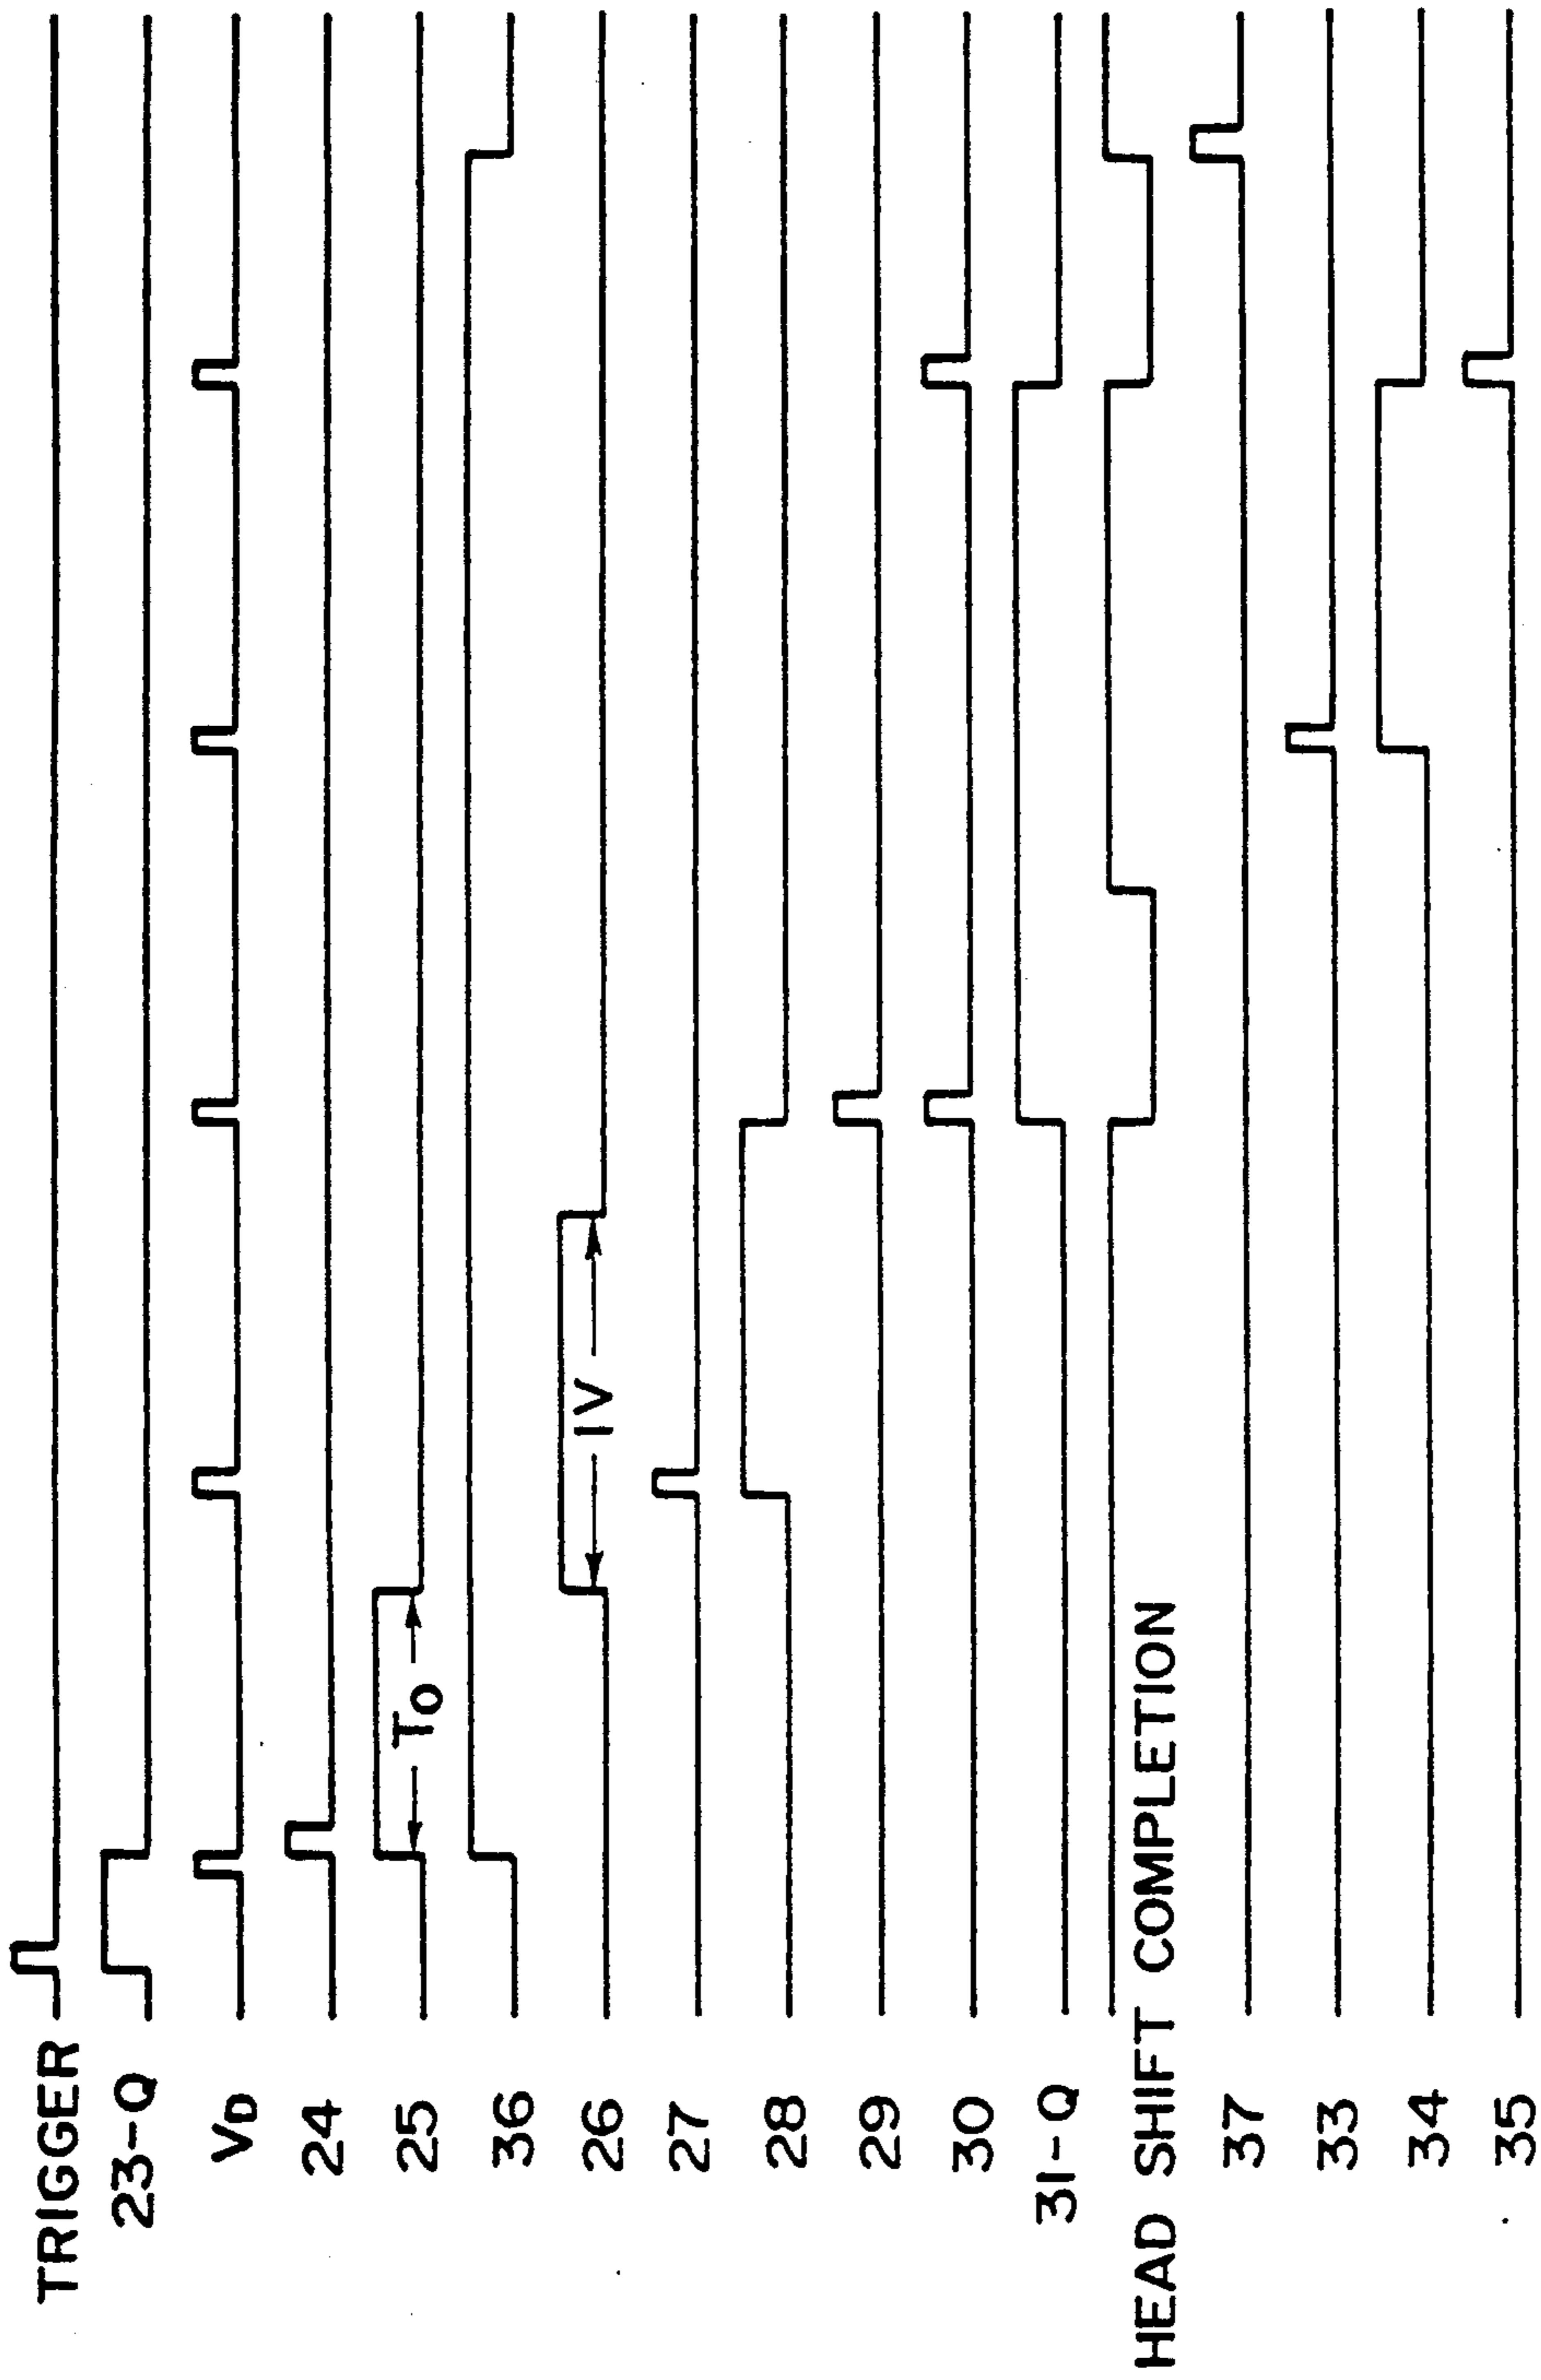 TRIGGER
23-Q
VD
24
25
To
36
26
1V
27
28
29
30
31-Q
HEAD SHIFT COMPLETION
37
33
34
35